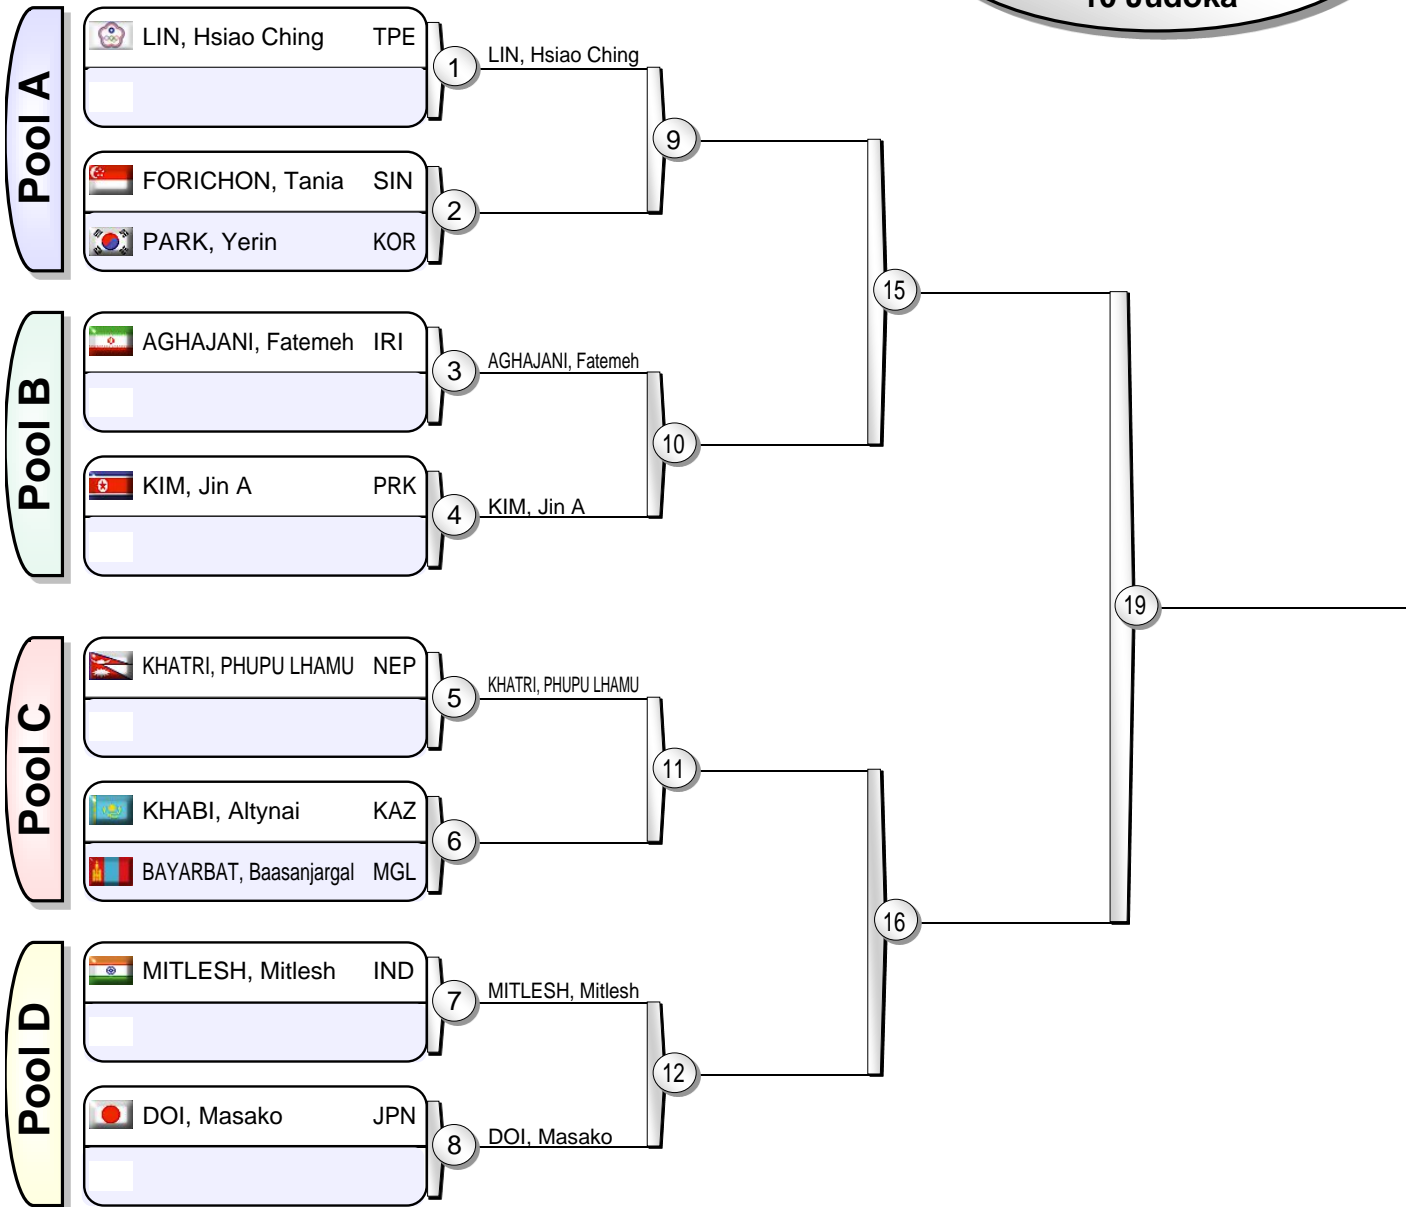 10 Judoka
Pool A
LIN, Hsiao Ching TPE
1
LIN, Hsiao Ching
FORICHON, Tania SIN
PARK, Yerin KOR
2
9
Pool B
AGHAJANI, Fatemeh IRI
3
AGHAJANI, Fatemeh
KIM, Jin A PRK
4
KIM, Jin A
10
15
Pool C
KHATRI, PHUPU LHAMU NEP
5
KHATRI, PHUPU LHAMU
KHABI, Altynai KAZ
BAYARBAT, Baasanjargal MGL
6
11
Pool D
MITLESH, Mitlesh IND
7
MITLESH, Mitlesh
DOI, Masako JPN
8
DOI, Masako
12
16
19